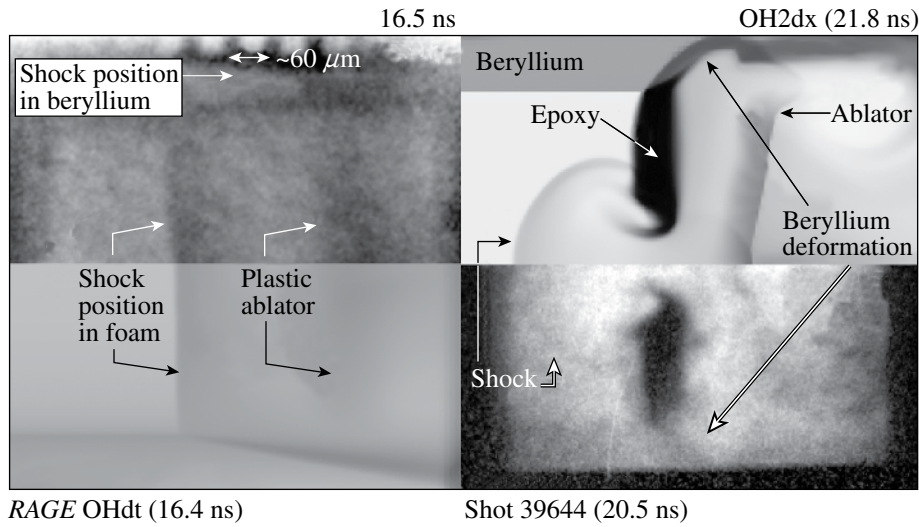 16.5 ns
OH2dx (21.8 ns)
~60 μm
Shock position
in beryllium
Beryllium
Epoxy
Ablator
Beryllium
deformation
Shock
position
in foam
Plastic
ablator
Shock
RAGE OHdt (16.4 ns)
Shot 39644 (20.5 ns)